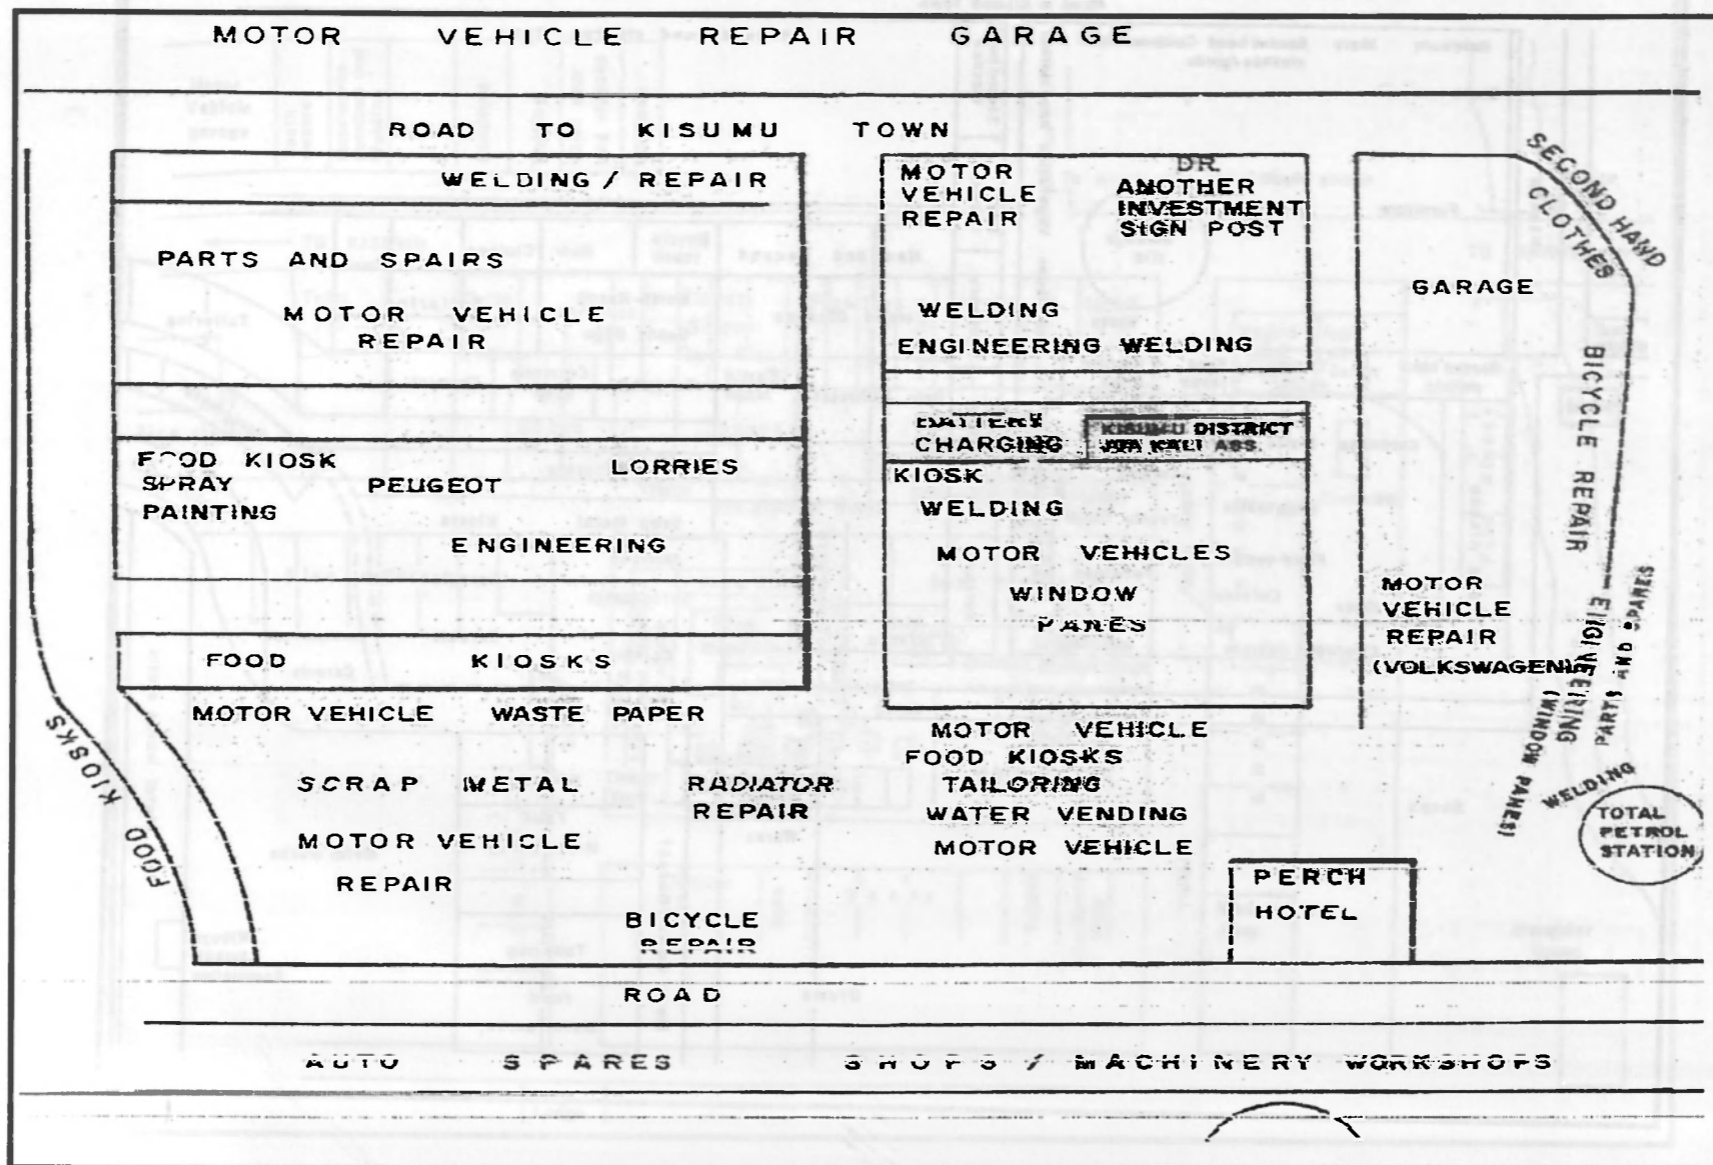 MOTOR VEHICLE REPAIR GARAGE
ROAD TO KISUMU TOWN
WELDING / REPAIR
PARTS AND SPAIRS
MOTOR VEHICLE
REPAIR
FOOD KIOSK
SPRAY
PAINTING
PEUGEOT
LORRIES
ENGINEERING
FOOD KIOSKS
MOTOR VEHICLE WASTE PAPER
SCRAP METAL
RADIATOR
REPAIR
MOTOR VEHICLE
REPAIR
BICYCLE
REPAIR
FOOD KIOSKS
MOTOR
VEHICLE
REPAIR
DR.
ANOTHER
INVESTMENT
SIGN POST
WELDING
ENGINEERING WELDING
BATTERY
CHARGING
KISUMU DISTRICT
JUA KALI ASS.
KIOSK
WELDING
MOTOR VEHICLES
WINDOW
PANES
MOTOR VEHICLE
FOOD KIOSKS
TAILORING
WATER VENDING
MOTOR VEHICLE
PERCH
HOTEL
GARAGE
MOTOR
VEHICLE
REPAIR
(VOLKSWAGEN)
SECOND HAND
CLOTHES
BICYCLE REPAIR
ENGINEERING
PARTS AND SPARES
(WINDOW PANES)
WELDING
TOTAL
PETROL
STATION
ROAD
AUTO SPARES SHOPS / MACHINERY WORKSHOPS